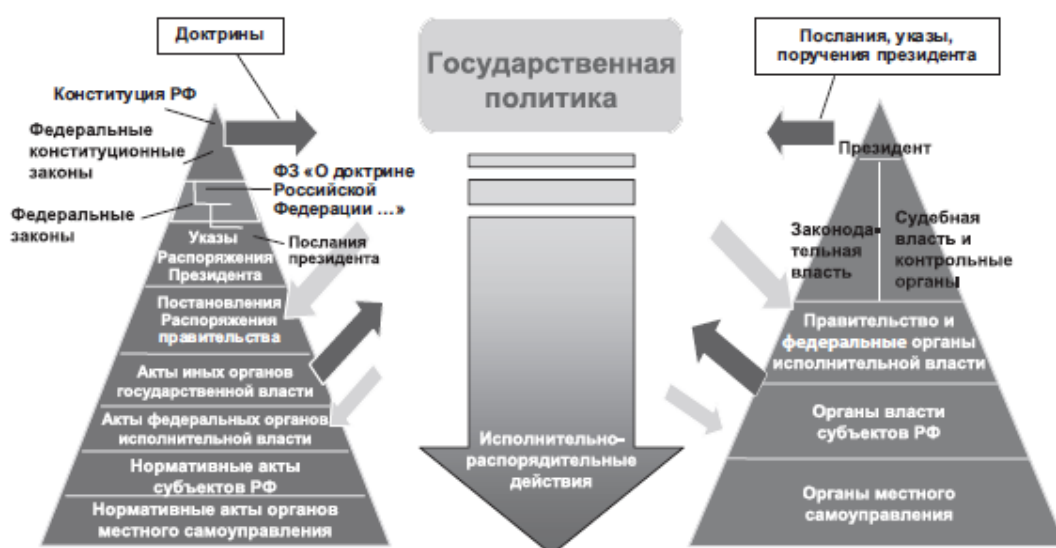 Доктрины
Конституция РФ
Федеральные
конституционные
законы
ФЗ «О доктрине
Российской
Федерации ...»
Федеральные
законы
Указы
Распоряжения
Президента
Послания
президента
Постановления
Распоряжения
правительства
Акты иных органов
государственной власти
Акты федеральных органов
исполнительной власти
Нормативные акты
субъектов РФ
Нормативные акты органов
местного самоуправления
Государственная
политика
Исполнительно-
распорядительные
действия
Послания, указы,
поручения президента
Президент
Законода-
тельная
власть
Судебная
власть и
контрольные
органы
Правительство и
федеральные органы
исполнительной власти
Органы власти
субъектов РФ
Органы местного
самоуправления